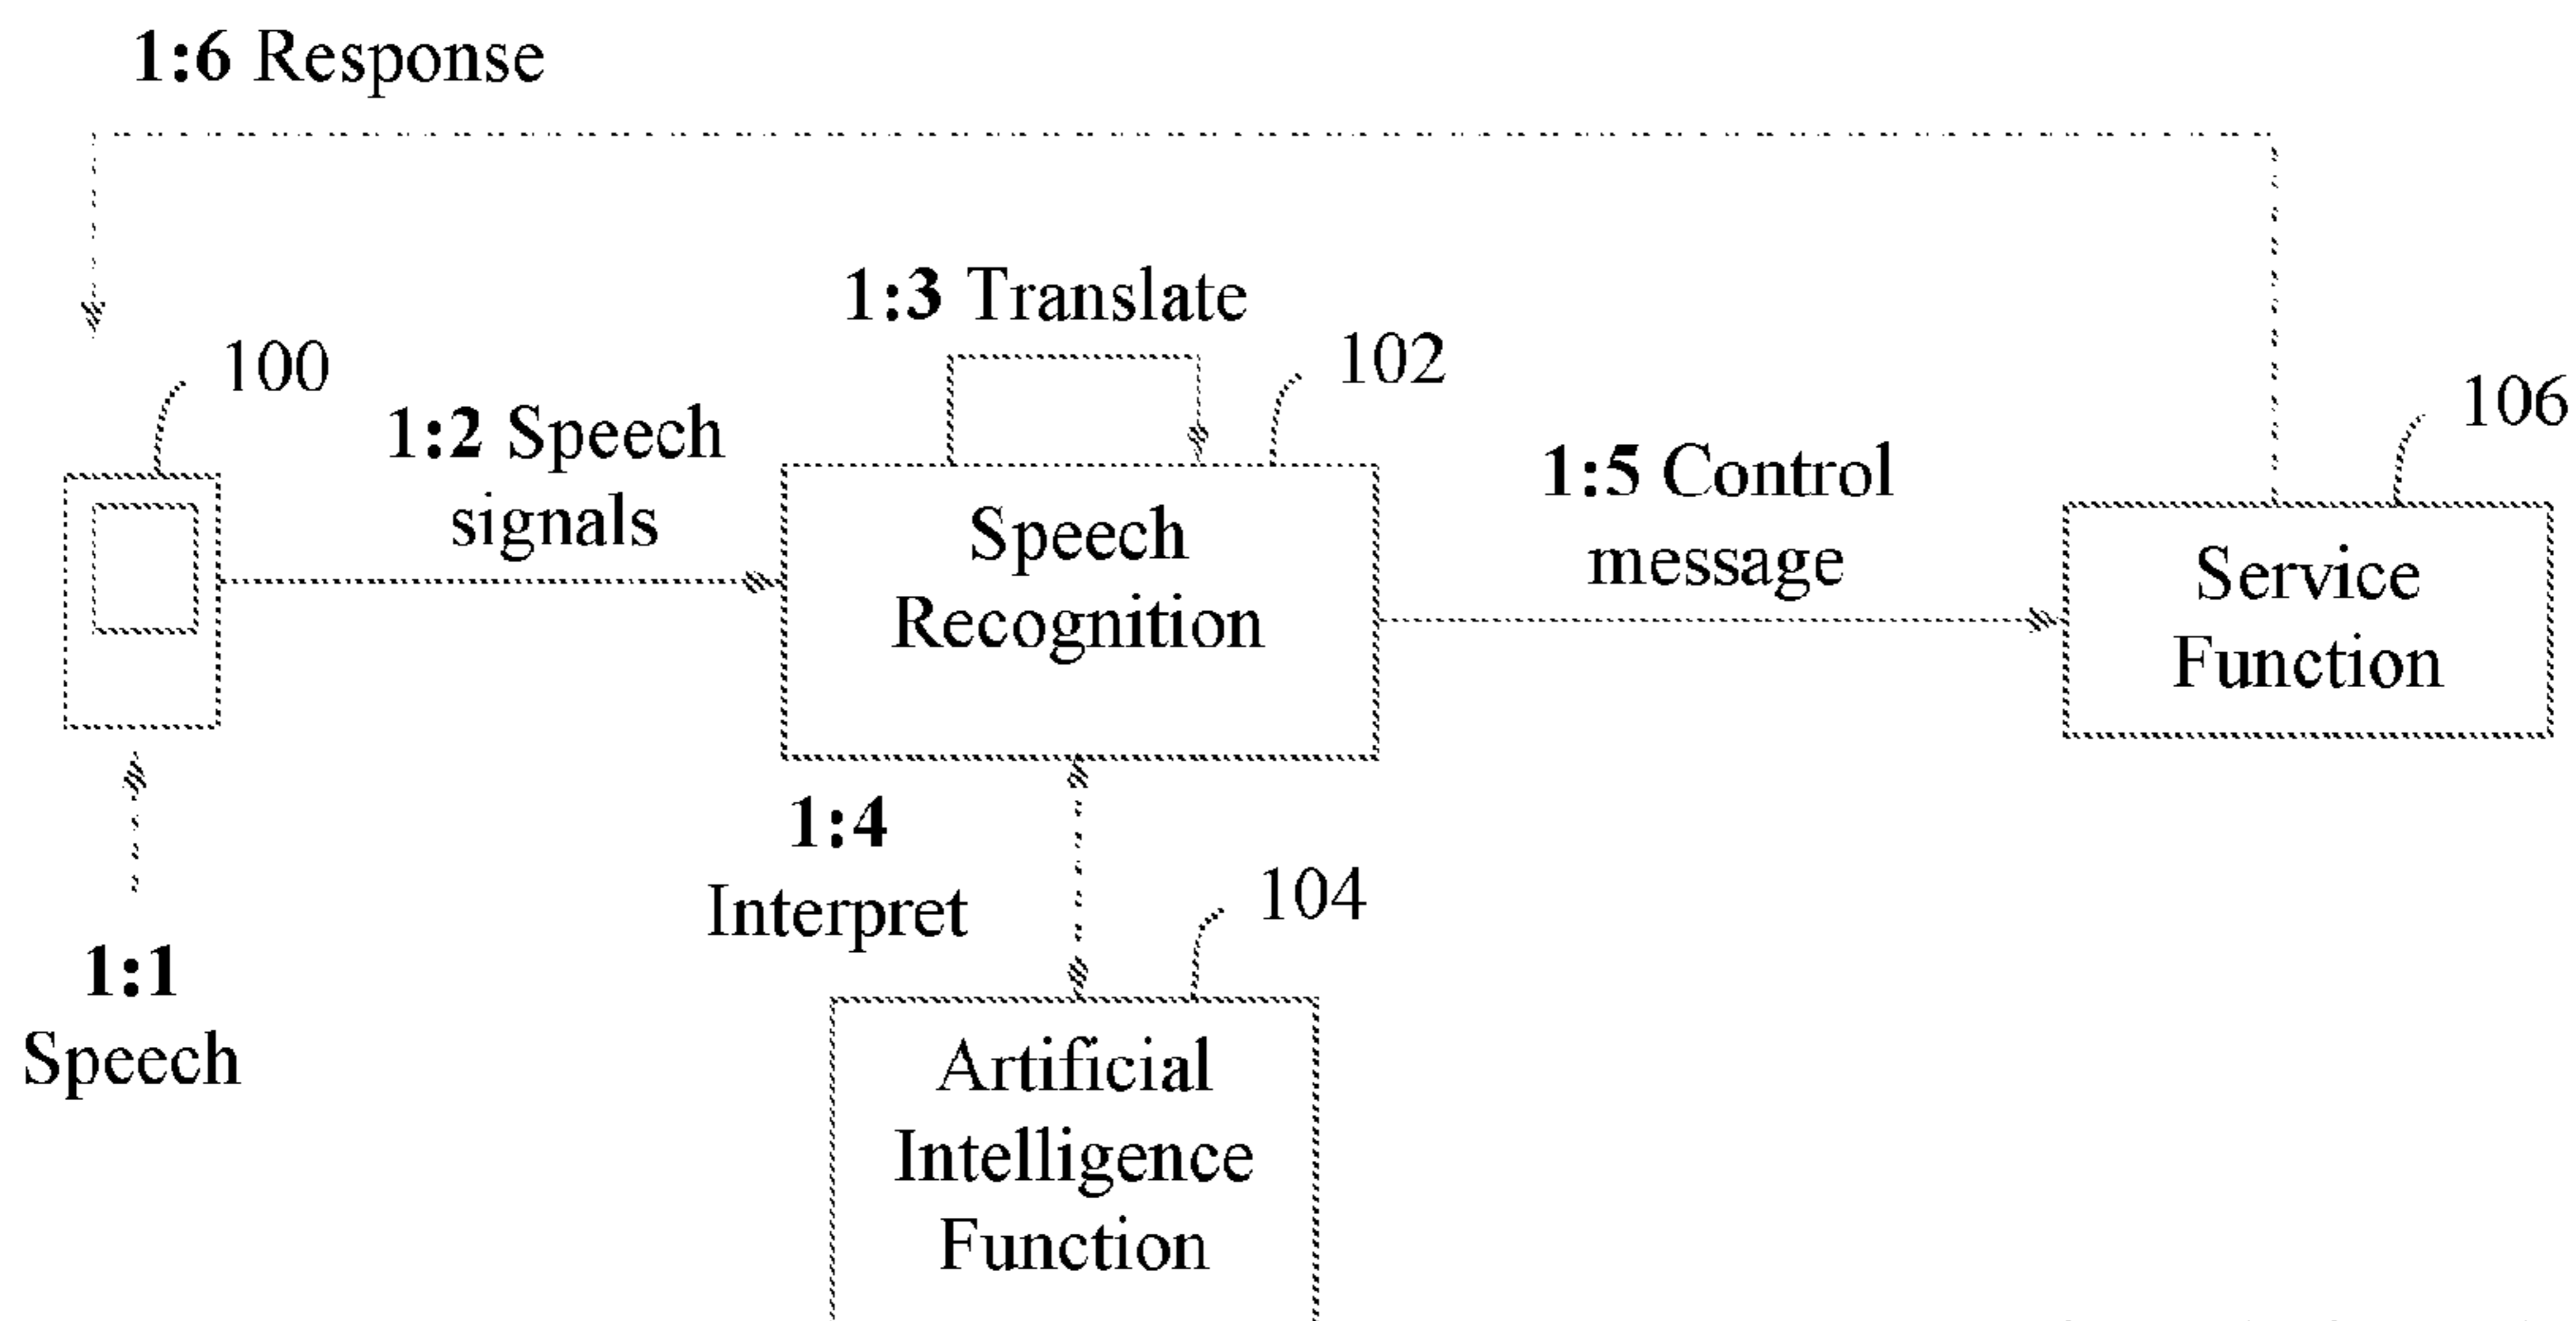 1:6 Response
1:3 Translate
100
102
1:2 Speech
signals
106
1:5 Control
message
Speech
Recognition
Service
Function
1:4
Interpret
104
1:1
Speech
Artificial
Intelligence
Function